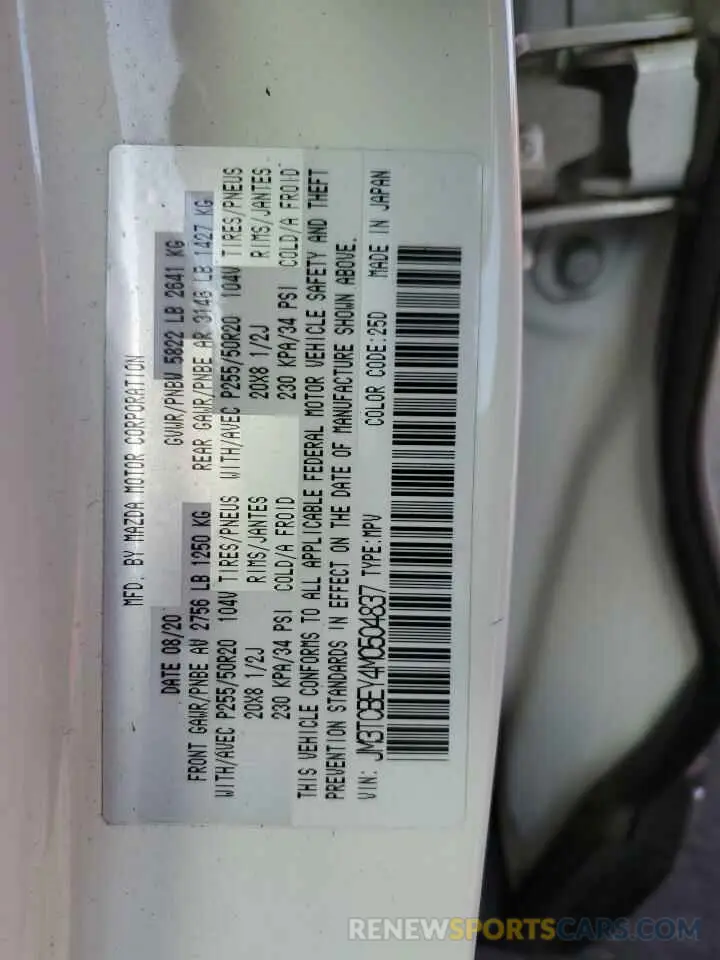 MFD. BY MAZDA MOTOR CORPORATION
DATE 08/20 GVWR/PNBV 5822 LB 2641 KG
FRONT GAWR/PNBE AV 2756 LB 1250 KG REAR GAWR/PNBE AR 3146 LB 1427 KG
WITH/AVEC P255/50R20 104V TIRES/PNEUS WITH/AVEC P255/50R20 104V TIRES/PNEUS
20X8 1/2J RIMS/JANTES 20X8 1/2J RIMS/JANTES
230 KPA/34 PSI COLD/A FROID 230 KPA/34 PSI COLD/A FROID
THIS VEHICLE CONFORMS TO ALL APPLICABLE FEDERAL MOTOR VEHICLE SAFETY AND THEFT
PREVENTION STANDARDS IN EFFECT ON THE DATE OF MANUFACTURE SHOWN ABOVE.
VIN: JM3TCBEY4M0504837 TYPE:MPV COLOR CODE:25D MADE IN JAPAN
RENEWSPORTSCARS.COM